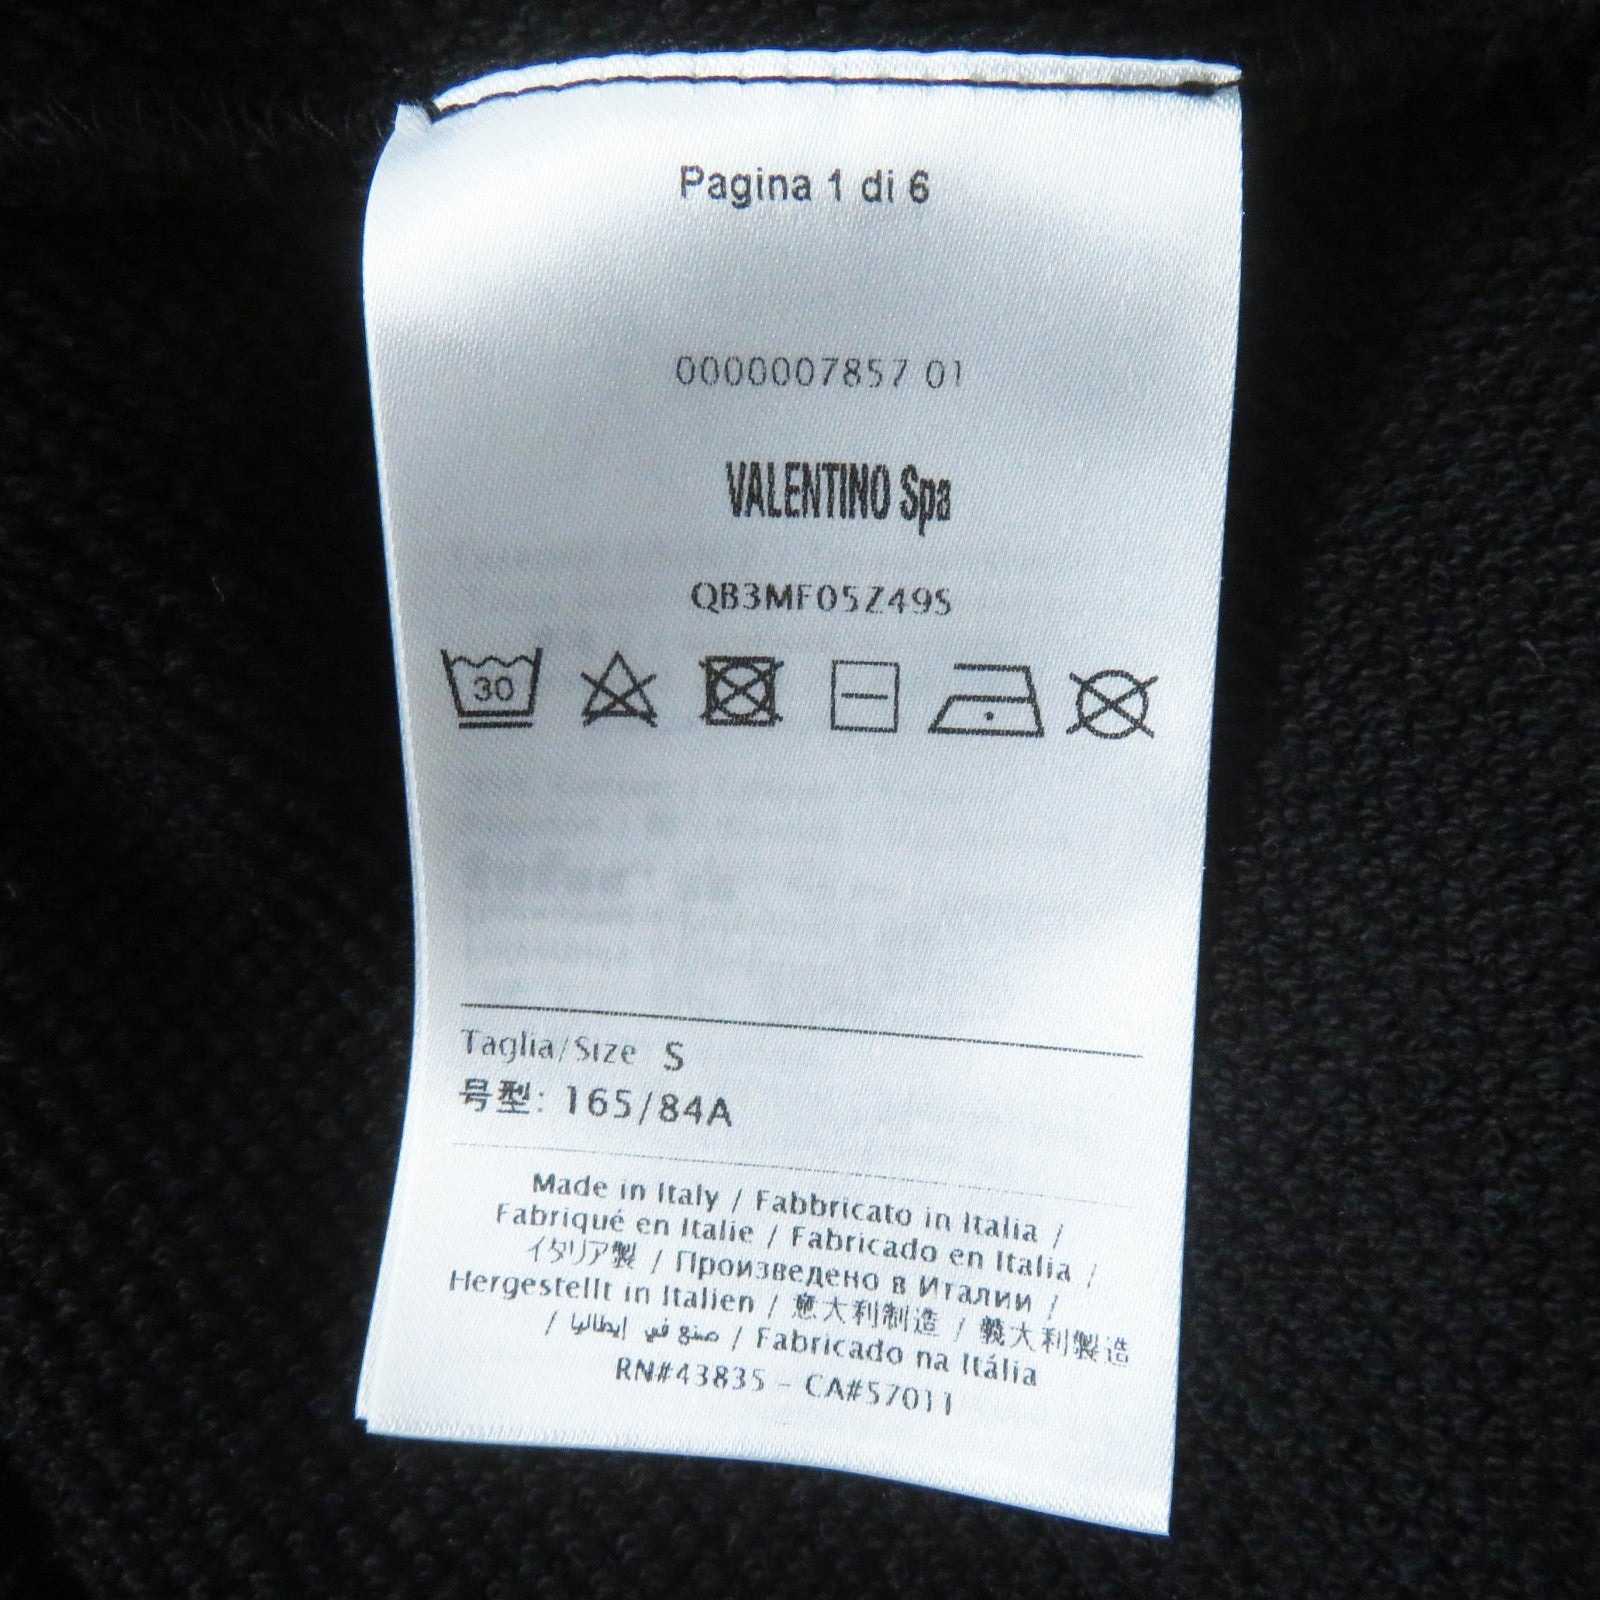 Pagina 1 di 6
0000007857 01
VALENTINO Spa
QB3MF05Z49S
30
Taglia/Size S
号型: 165/84A
Made in Italy / Fabbricato in Italia /
Fabriqué en Italie / Fabricado en Italia /
イタリア製 / Произведено в Италии /
Hergestellt in Italien / 意大利制造 / 義大利製造
/ صنع في إيطاليا / Fabricado na Itália
RN#43835 - CA#57011